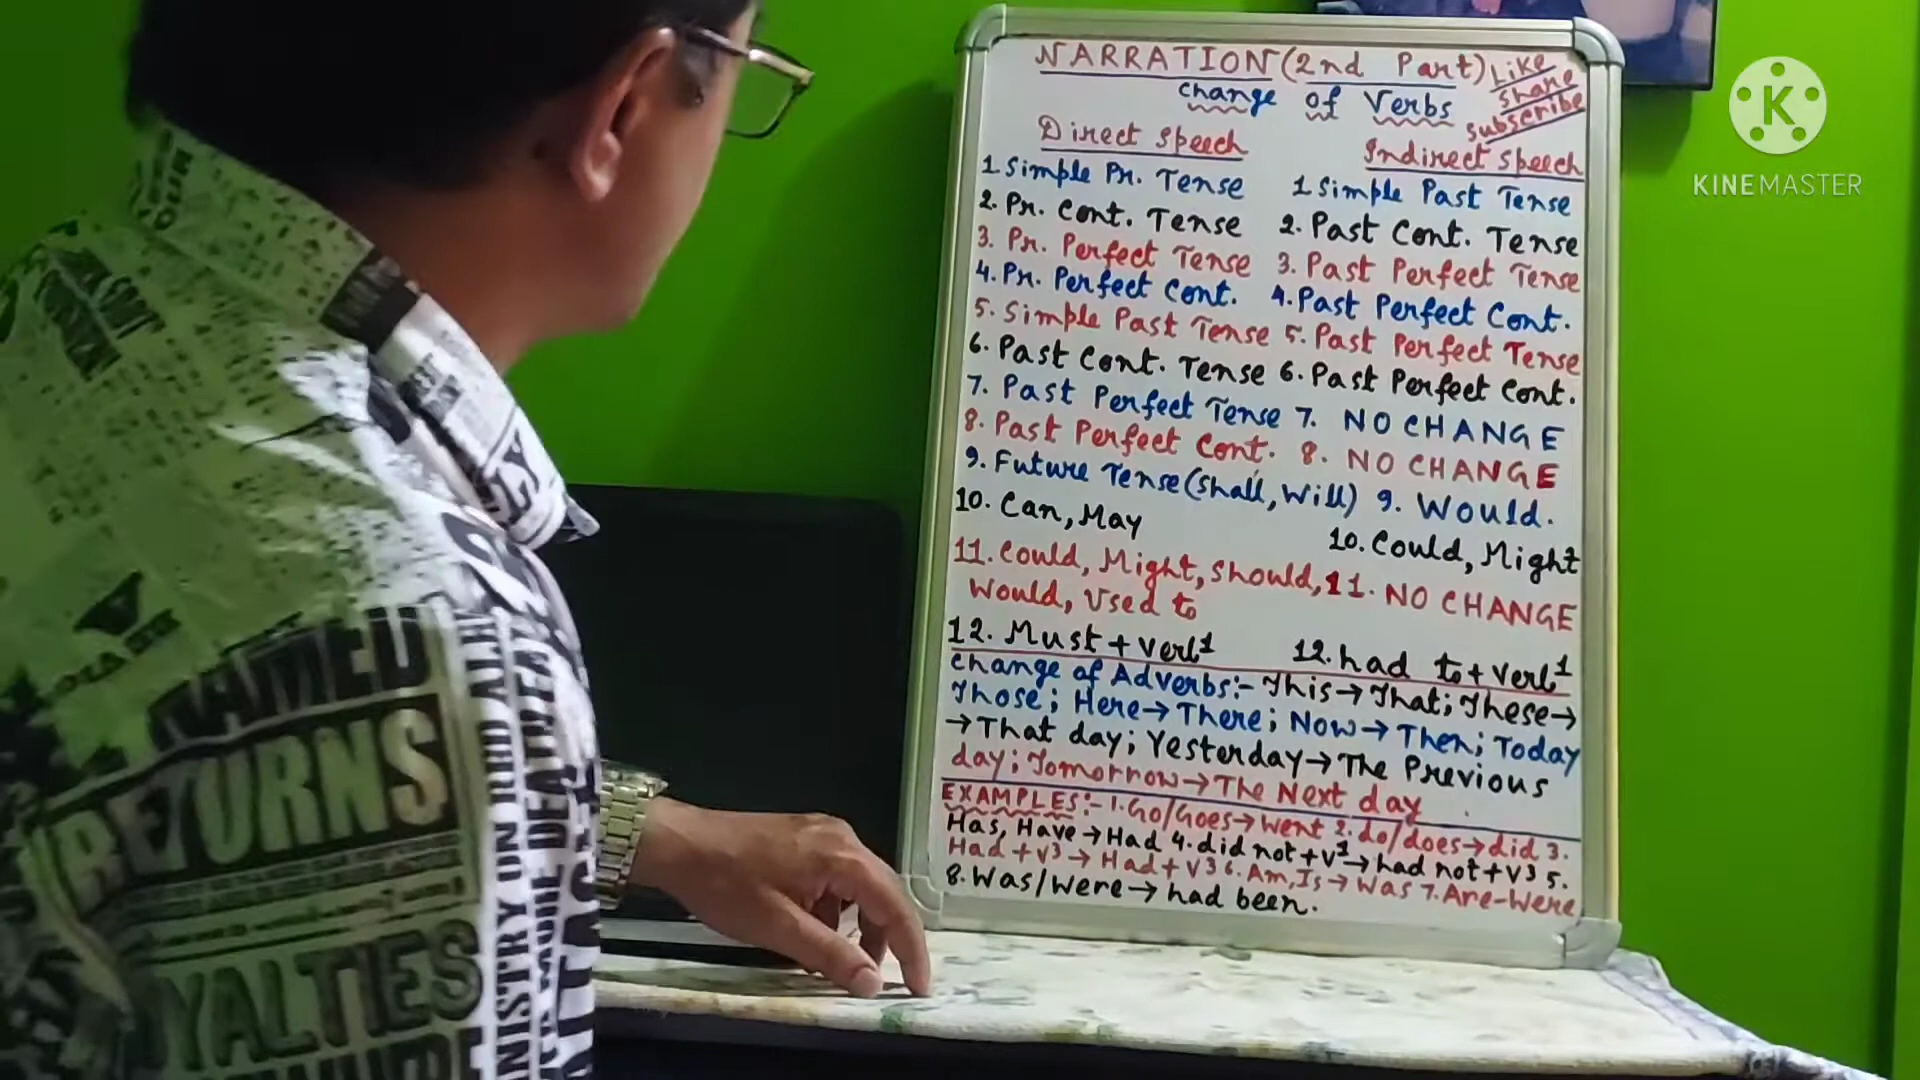 NARRATION (2nd Part)
Like
Share
Subscribe
change of Verbs
Direct Speech
Indirect Speech
1. Simple Pr. Tense 1. Simple Past Tense
2. Pr. Cont. Tense 2. Past Cont. Tense
3. Pr. Perfect Tense 3. Past Perfect Tense
4. Pr. Perfect Cont. 4. Past Perfect Cont.
5. Simple Past Tense 5. Past Perfect Tense
6. Past Cont. Tense 6. Past Perfect Cont.
7. Past Perfect Tense 7. NO CHANGE
8. Past Perfect Cont. 8. NO CHANGE
9. Future Tense (Shall, Will) 9. Would.
10. Can, May 10. Could, Might
11. Could, Might, Should, 11. NO CHANGE
Would, Used to
12. Must + Verb1 12. had to + Verb1
change of Adverbs:- This → That; These →
Those; Here → There; Now → Then; Today
→ That day; Yesterday → The Previous
day; Tomorrow → The Next day
EXAMPLES:- 1. Go/Goes → Went 2. do/does → did 3.
Has, Have → Had 4. did not + V1 → had not + V3 5.
Had + V3 → Had + V3 6. Am, Is → Was 7. Are - Were
8. Was/Were → had been.
K
KINEMASTER
NAMED
RETURNS
YALTIES